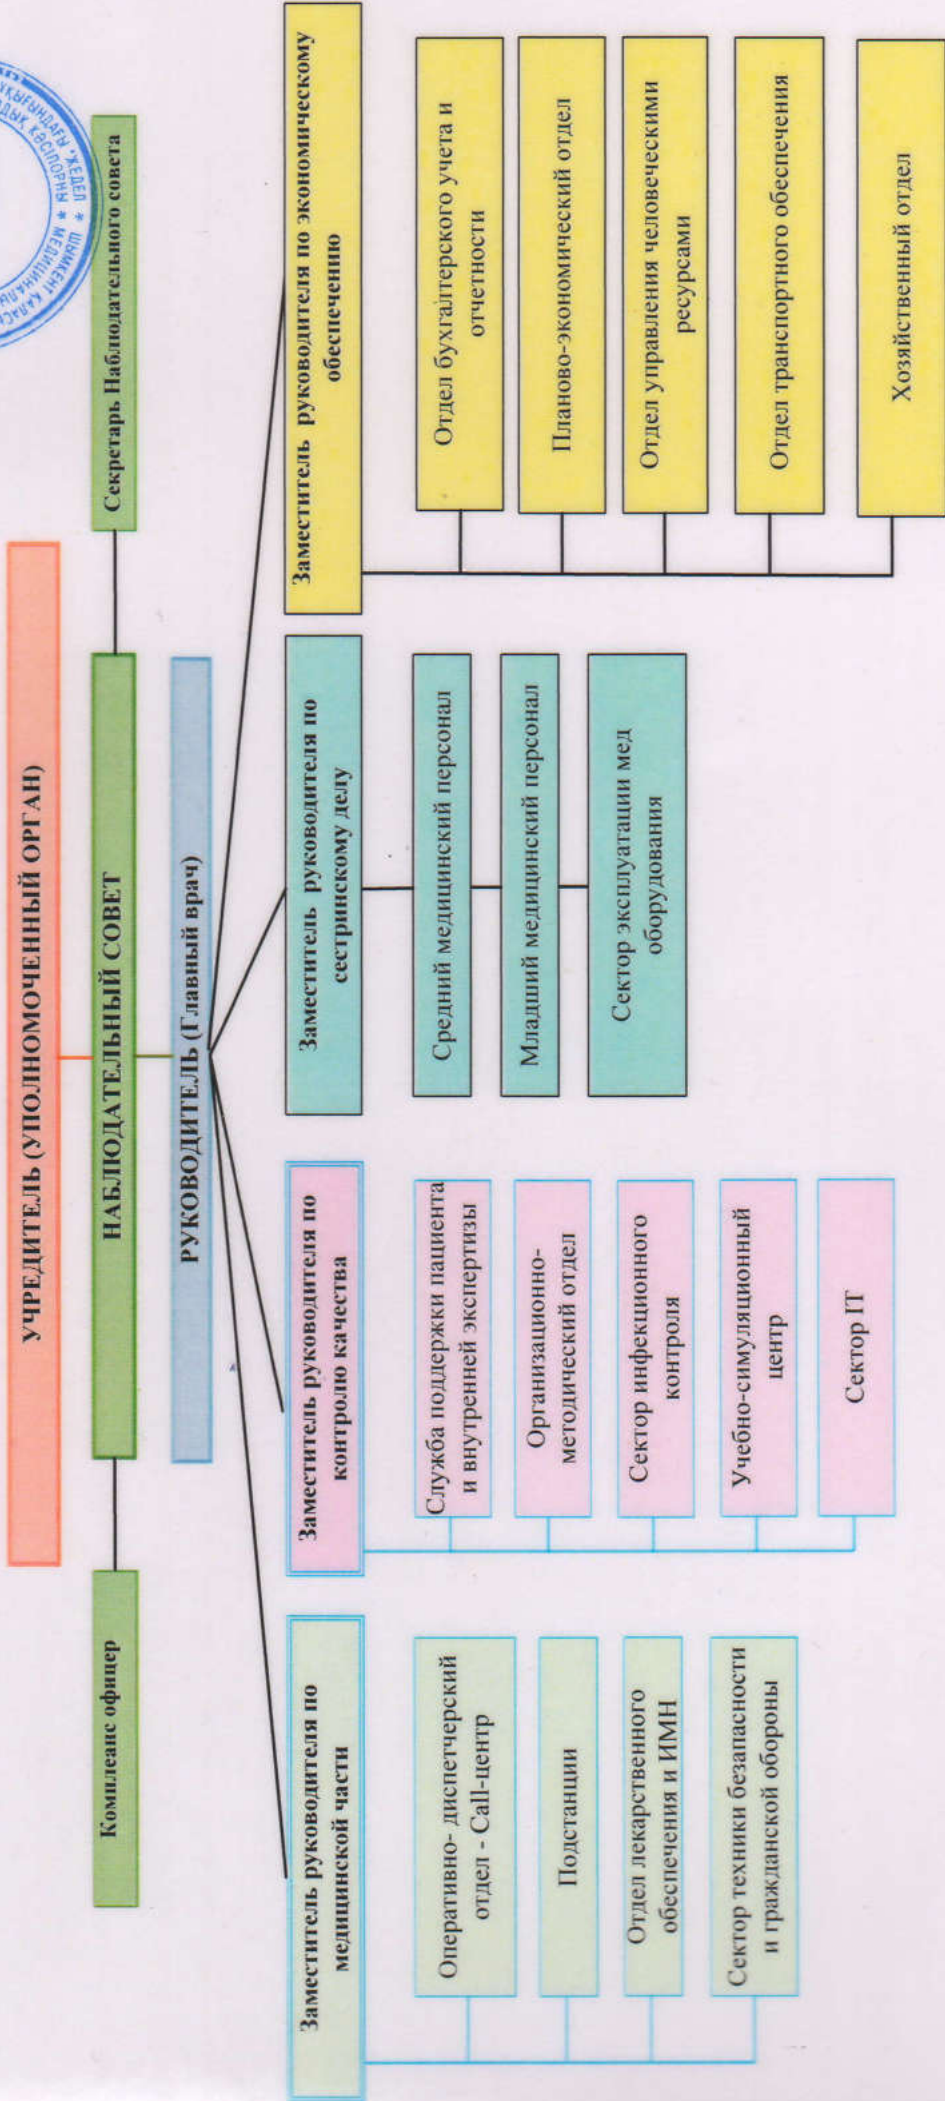 УЧРЕДИТЕЛЬ (УПОЛНОМОЧЕННЫЙ ОРГАН)
Комплеанс офицер
НАБЛЮДАТЕЛЬНЫЙ СОВЕТ
Секретарь Наблюдательного совета
РУКОВОДИТЕЛЬ (Главный врач)
Заместитель руководителя по
медицинской части
Оперативно- диспетчерский
отдел - Call-центр
Подстанции
Отдел лекарственного
обеспечения и ИМН
Сектор техники безапасности
и гражданской обороны
Заместитель руководителя по
контролю качества
Служба поддержки пациента
и внутренней экспертизы
Организационно-
методический отдел
Сектор инфекционного
контроля
Учебно-симуляционный
центр
Сектор IT
Заместитель руководителя по
сестринскому делу
Средний медицинский персонал
Младший медицинский персонал
Сектор эксплуатации мед
оборудования
Заместитель руководителя по экономическому
обеспечению
Отдел бухгалтерского учета и
отчетности
Планово-экономический отдел
Отдел управления человеческими
ресурсами
Отдел транспортного обеспечения
Хозяйственный отдел
* ШЫМКЕНТ ҚАЛАСЫ